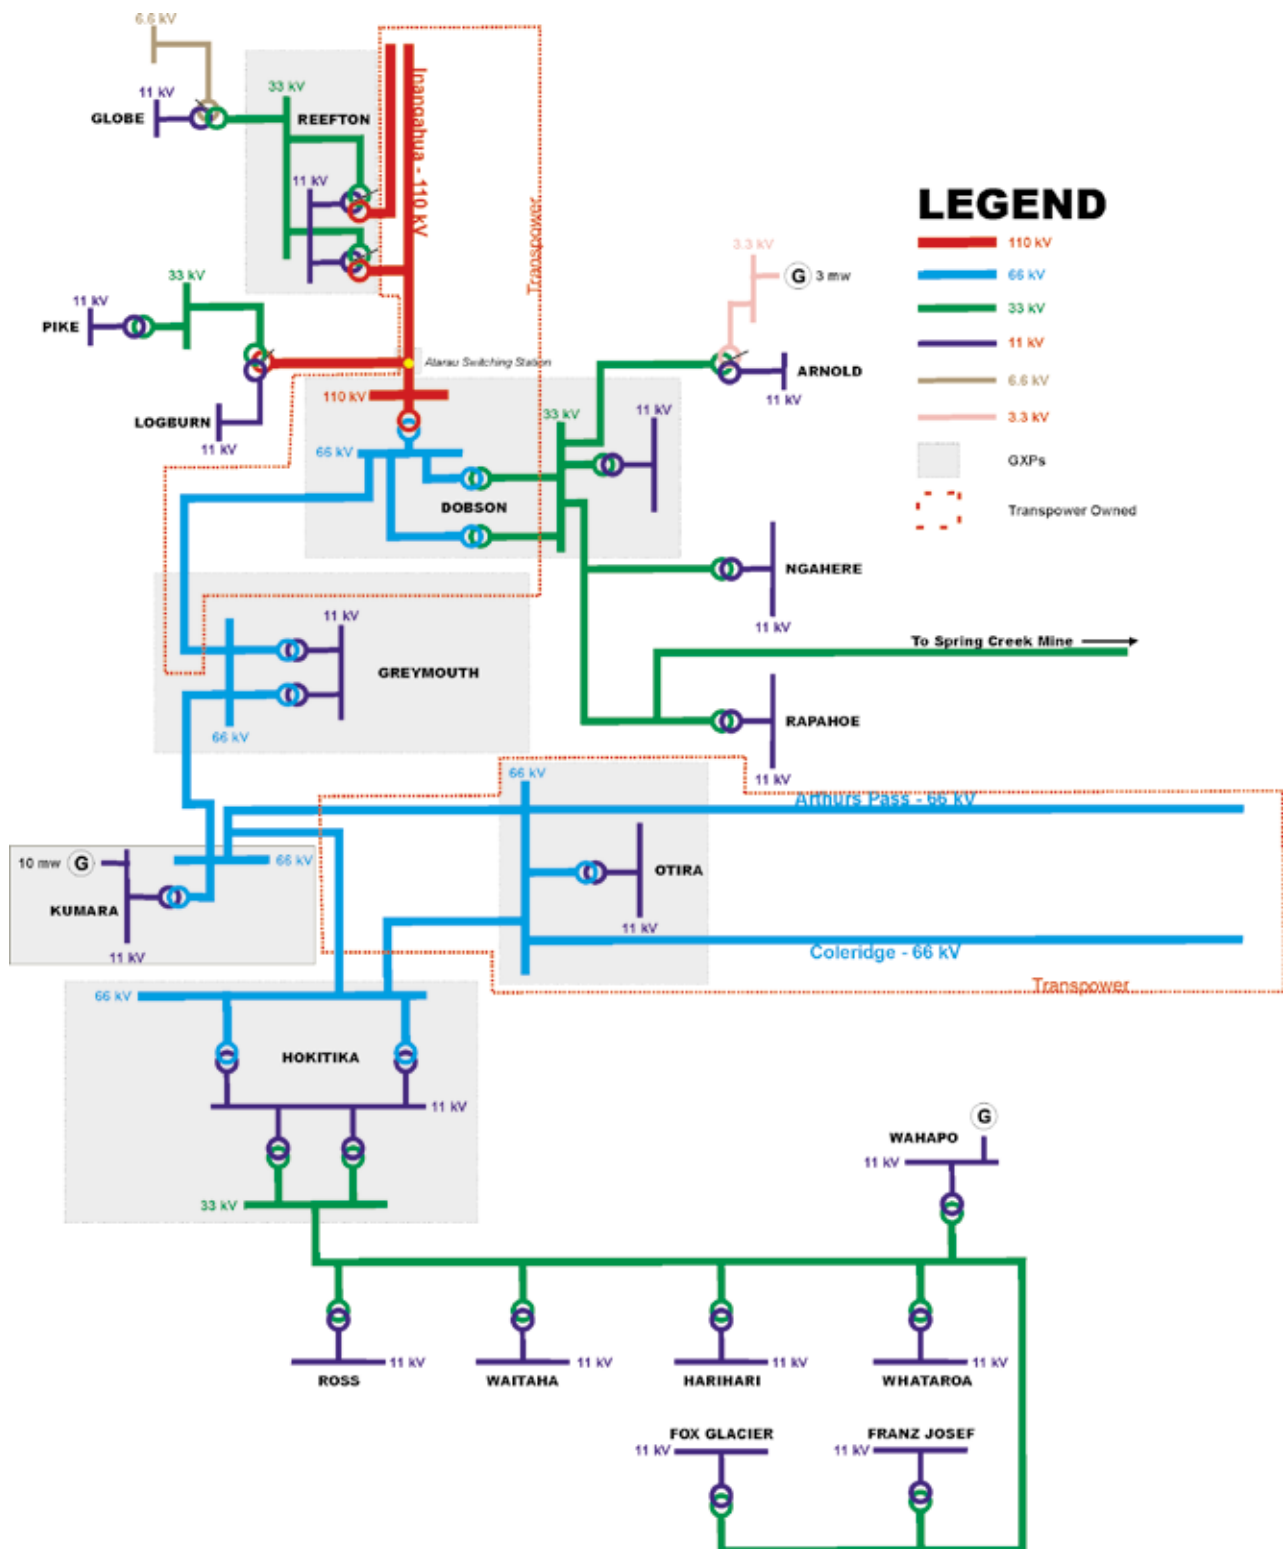 6.6 kV
11 kV
GLOBE
33 kV
REEFTON
11 kV
Inangahua - 110 kV
Transpower
LEGEND
110 kV
66 kV
33 kV
11 kV
6.6 kV
3.3 kV
GXPs
Transpower Owned
3.3 kV
G 3 mw
ARNOLD
11 kV
33 kV
11 kV
PIKE
LOGBURN
11 kV
Atarau Switching Station
110 kV
66 kV
DOBSON
33 kV
11 kV
NGAHERE
11 kV
To Spring Creek Mine
RAPAHOE
11 kV
11 kV
GREYMOUTH
66 kV
66 kV
Arthurs Pass - 66 kV
OTIRA
11 kV
Coleridge - 66 kV
Transpower
10 mw G
66 kV
KUMARA
11 kV
66 kV
HOKITIKA
11 kV
33 kV
G
WAHAPO
11 kV
11 kV
ROSS
11 kV
WAITAHA
11 kV
HARIHARI
11 kV
WHATAROA
FOX GLACIER
11 kV
FRANZ JOSEF
11 kV